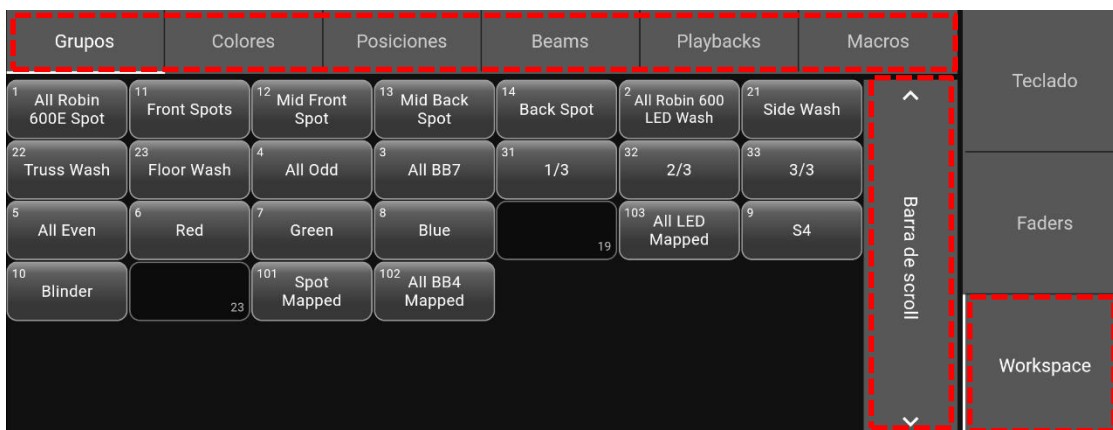 Grupos Colores Posiciones Beams Playbacks Macros
Teclado
1 All Robin 600E Spot
11 Front Spots
12 Mid Front Spot
13 Mid Back Spot
14 Back Spot
2 All Robin 600 LED Wash
21 Side Wash
22 Truss Wash
23 Floor Wash
4 All Odd
3 All BB7
31 1/3
32 2/3
33 3/3
5 All Even
6 Red
7 Green
8 Blue
19
103 All LED Mapped
9 S4
10 Blinder
23
101 Spot Mapped
102 All BB4 Mapped
Barra de scroll
Faders
Workspace